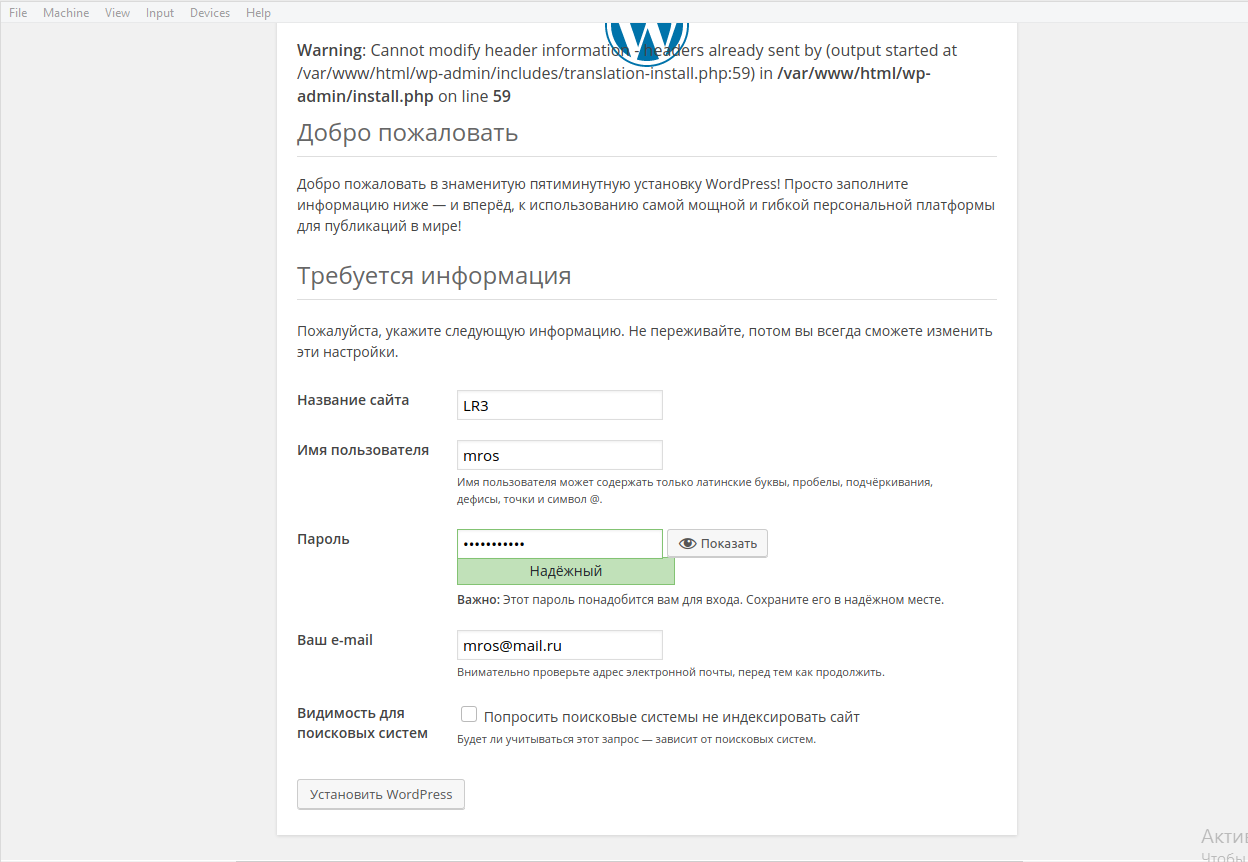 File Machine View Input Devices Help
Warning: Cannot modify header information - headers already sent by (output started at
/var/www/html/wp-admin/includes/translation-install.php:59) in /var/www/html/wp-
admin/install.php on line 59
Добро пожаловать
Добро пожаловать в знаменитую пятиминутную установку WordPress! Просто заполните
информацию ниже — и вперёд, к использованию самой мощной и гибкой персональной платформы
для публикаций в мире!
Требуется информация
Пожалуйста, укажите следующую информацию. Не переживайте, потом вы всегда сможете изменить
эти настройки.
Название сайта
LR3
Имя пользователя
mros
Имя пользователя может содержать только латинские буквы, пробелы, подчёркивания,
дефисы, точки и символ @.
Пароль
•••••••••••
Показать
Надёжный
Важно: Этот пароль понадобится вам для входа. Сохраните его в надёжном месте.
Ваш e-mail
mros@mail.ru
Внимательно проверьте адрес электронной почты, перед тем как продолжить.
Видимость для
поисковых систем
Попросить поисковые системы не индексировать сайт
Будет ли учитываться этот запрос — зависит от поисковых систем.
Установить WordPress
Чтобы